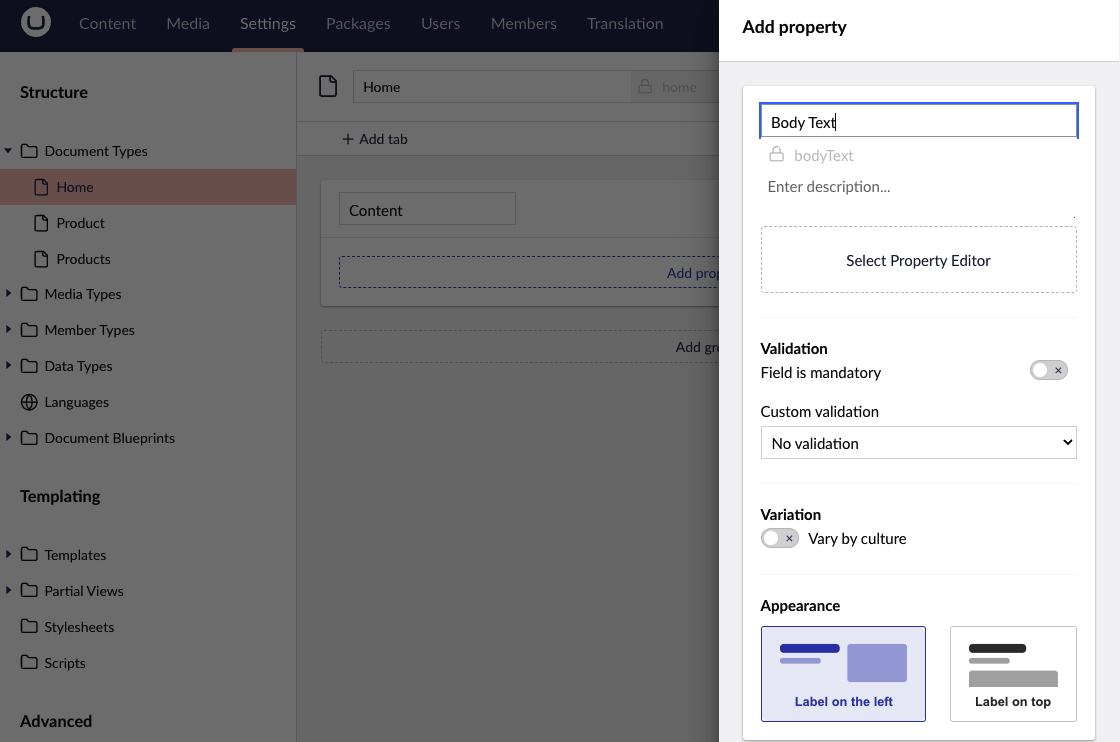 Content Media Settings Packages Users Members Translation
Structure
Document Types
Home
Product
Products
Media Types
Member Types
Data Types
Languages
Document Blueprints
Templating
Templates
Partial Views
Stylesheets
Scripts
Advanced
Home home
Add tab
Content
Add prop
Add gro
Add property
Body Text
bodyText
Enter description...
Select Property Editor
Validation
Field is mandatory
Custom validation
No validation
Variation
Vary by culture
Appearance
Label on the left
Label on top